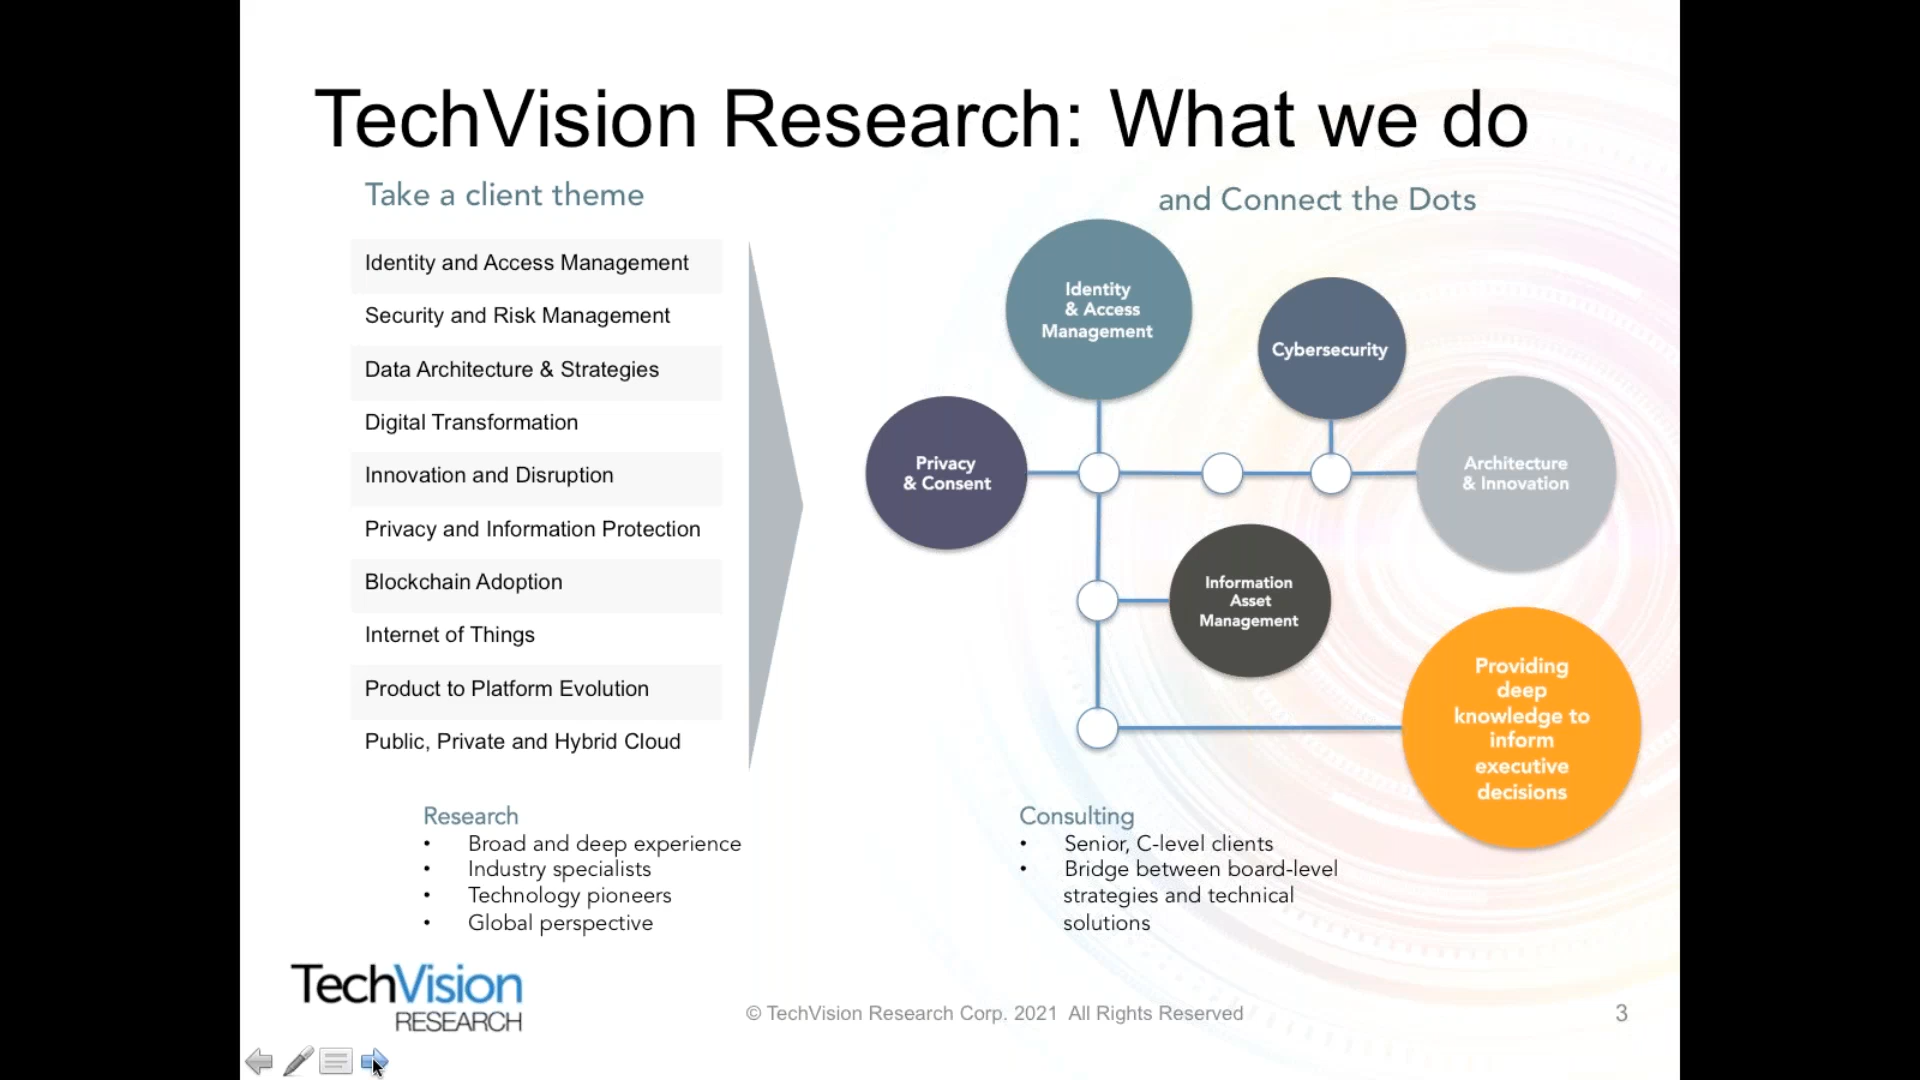 TechVision Research: What we do
Take a client theme
and Connect the Dots
Identity and Access Management
Security and Risk Management
Data Architecture & Strategies
Digital Transformation
Innovation and Disruption
Privacy and Information Protection
Blockchain Adoption
Internet of Things
Product to Platform Evolution
Public, Private and Hybrid Cloud
Identity
& Access
Management
Cybersecurity
Privacy
& Consent
Architecture
& Innovation
Information
Asset
Management
Providing
deep
knowledge to
inform
executive
decisions
Research
• Broad and deep experience
• Industry specialists
• Technology pioneers
• Global perspective
Consulting
• Senior, C-level clients
• Bridge between board-level
strategies and technical
solutions
TechVision
RESEARCH
© TechVision Research Corp. 2021 All Rights Reserved
3